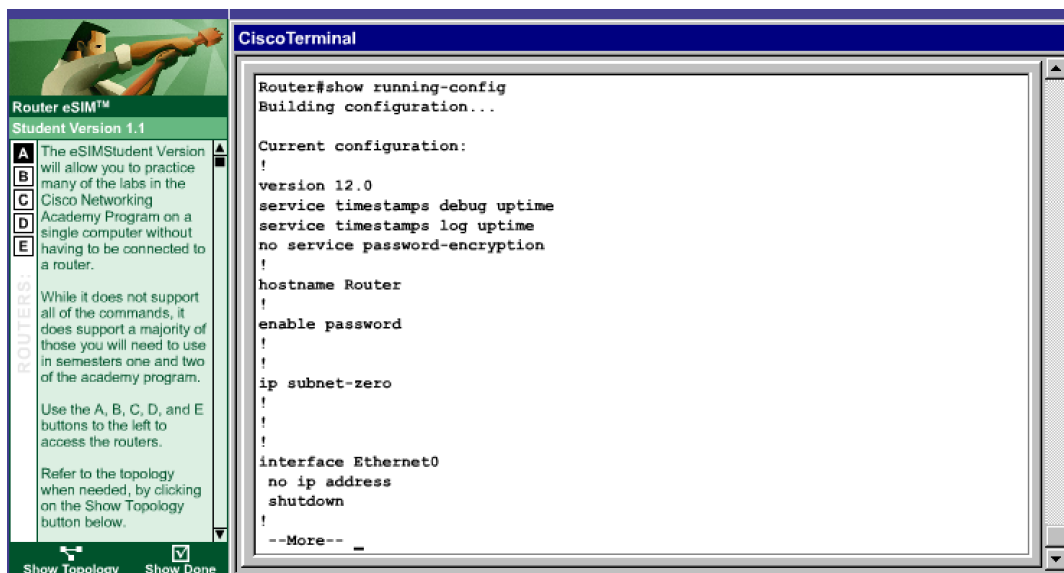 Router eSIM™
Student Version 1.1
A
B
C
D
E
ROUTERS:
The eSIMStudent Version
will allow you to practice
many of the labs in the
Cisco Networking
Academy Program on a
single computer without
having to be connected to
a router.
While it does not support
all of the commands, it
does support a majority of
those you will need to use
in semesters one and two
of the academy program.
Use the A, B, C, D, and E
buttons to the left to
access the routers.
Refer to the topology
when needed, by clicking
on the Show Topology
button below.
Show Topology
Show Done
CiscoTerminal
Router#show running-config
Building configuration...
Current configuration:
!
version 12.0
service timestamps debug uptime
service timestamps log uptime
no service password-encryption
!
hostname Router
!
enable password
!
!
ip subnet-zero
!
!
!
interface Ethernet0
no ip address
shutdown
!
--More-- _